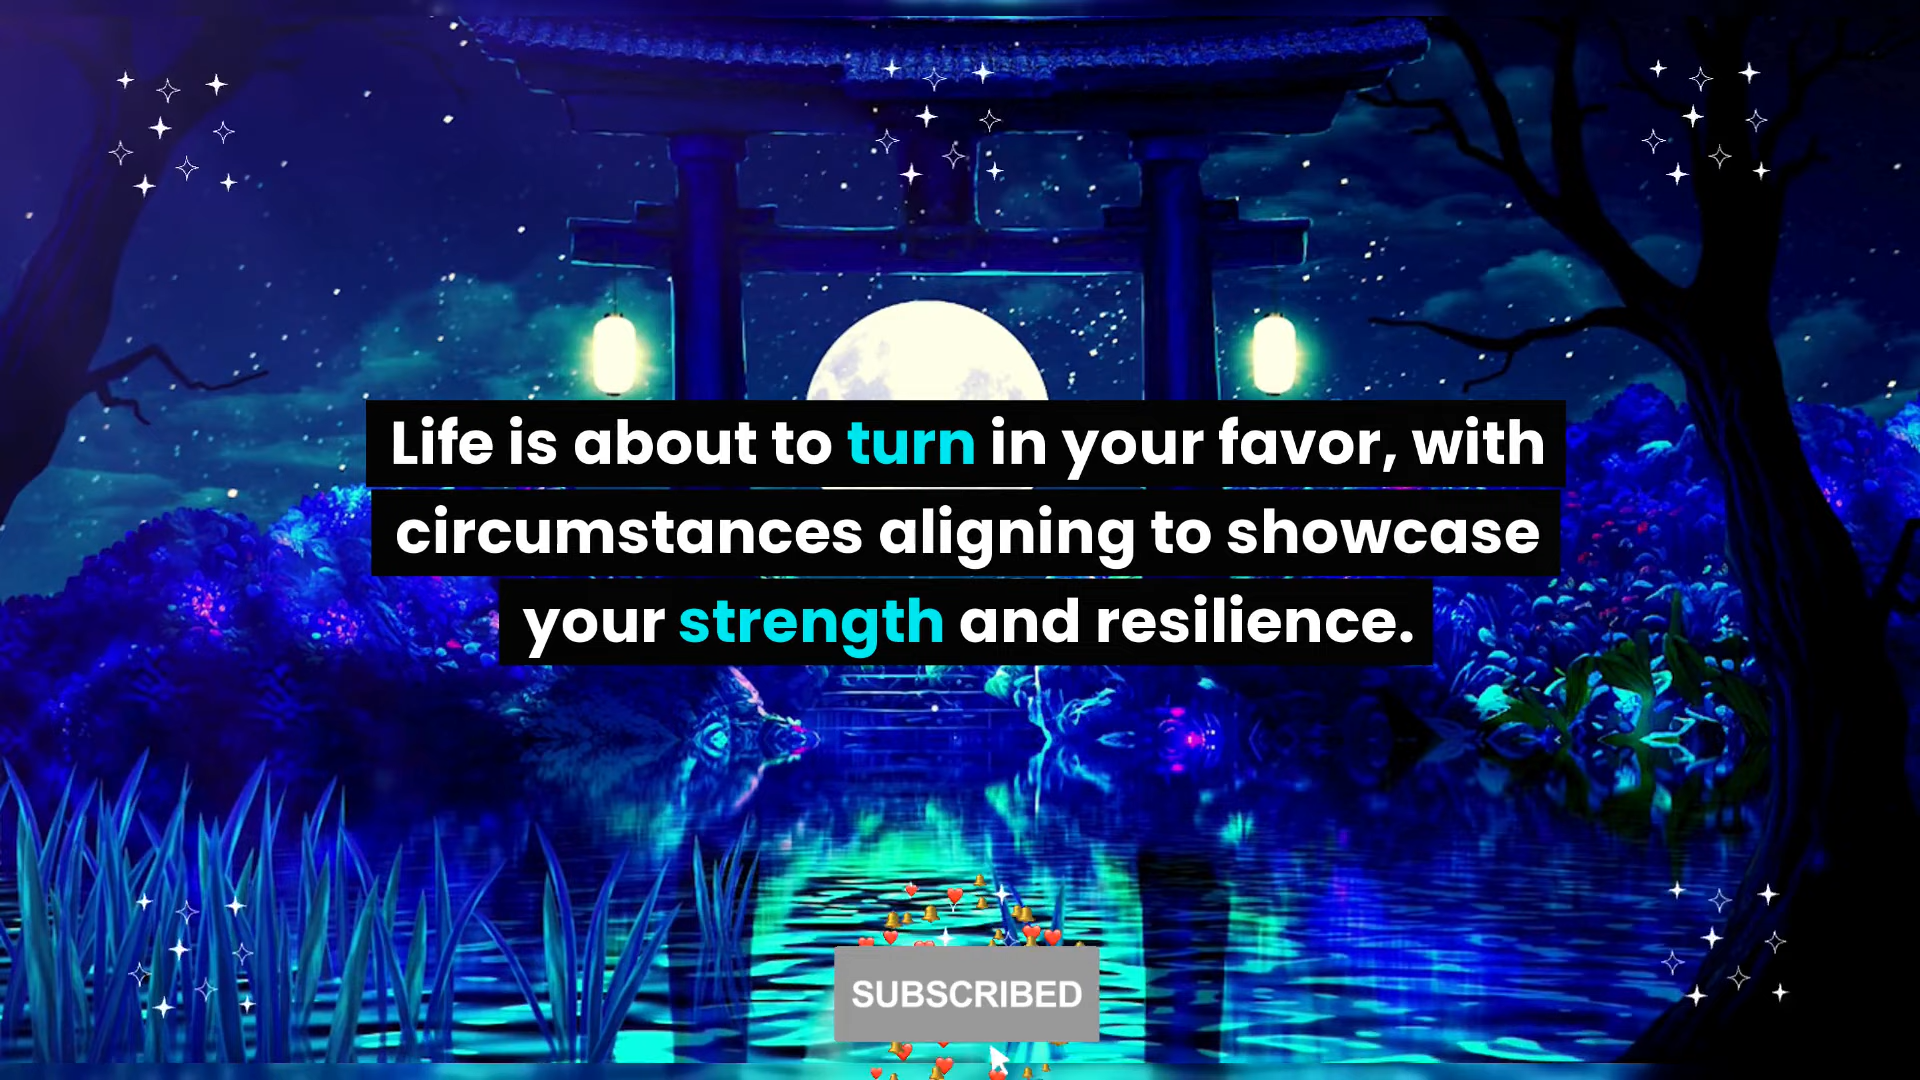 Life is about to turn in your favor, with
circumstances aligning to showcase
your strength and resilience.
SUBSCRIBED